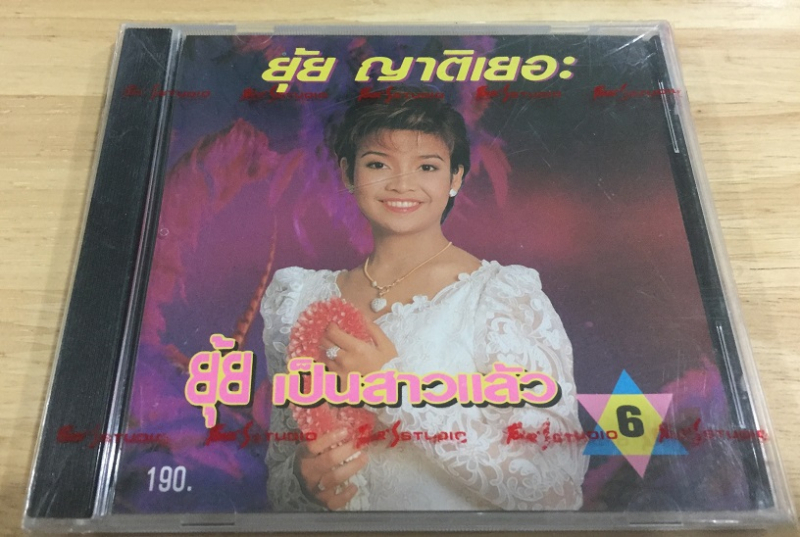 ยุ้ย ญาติเยอะ
ยุ้ย เป็นสาวแล้ว
6
190.